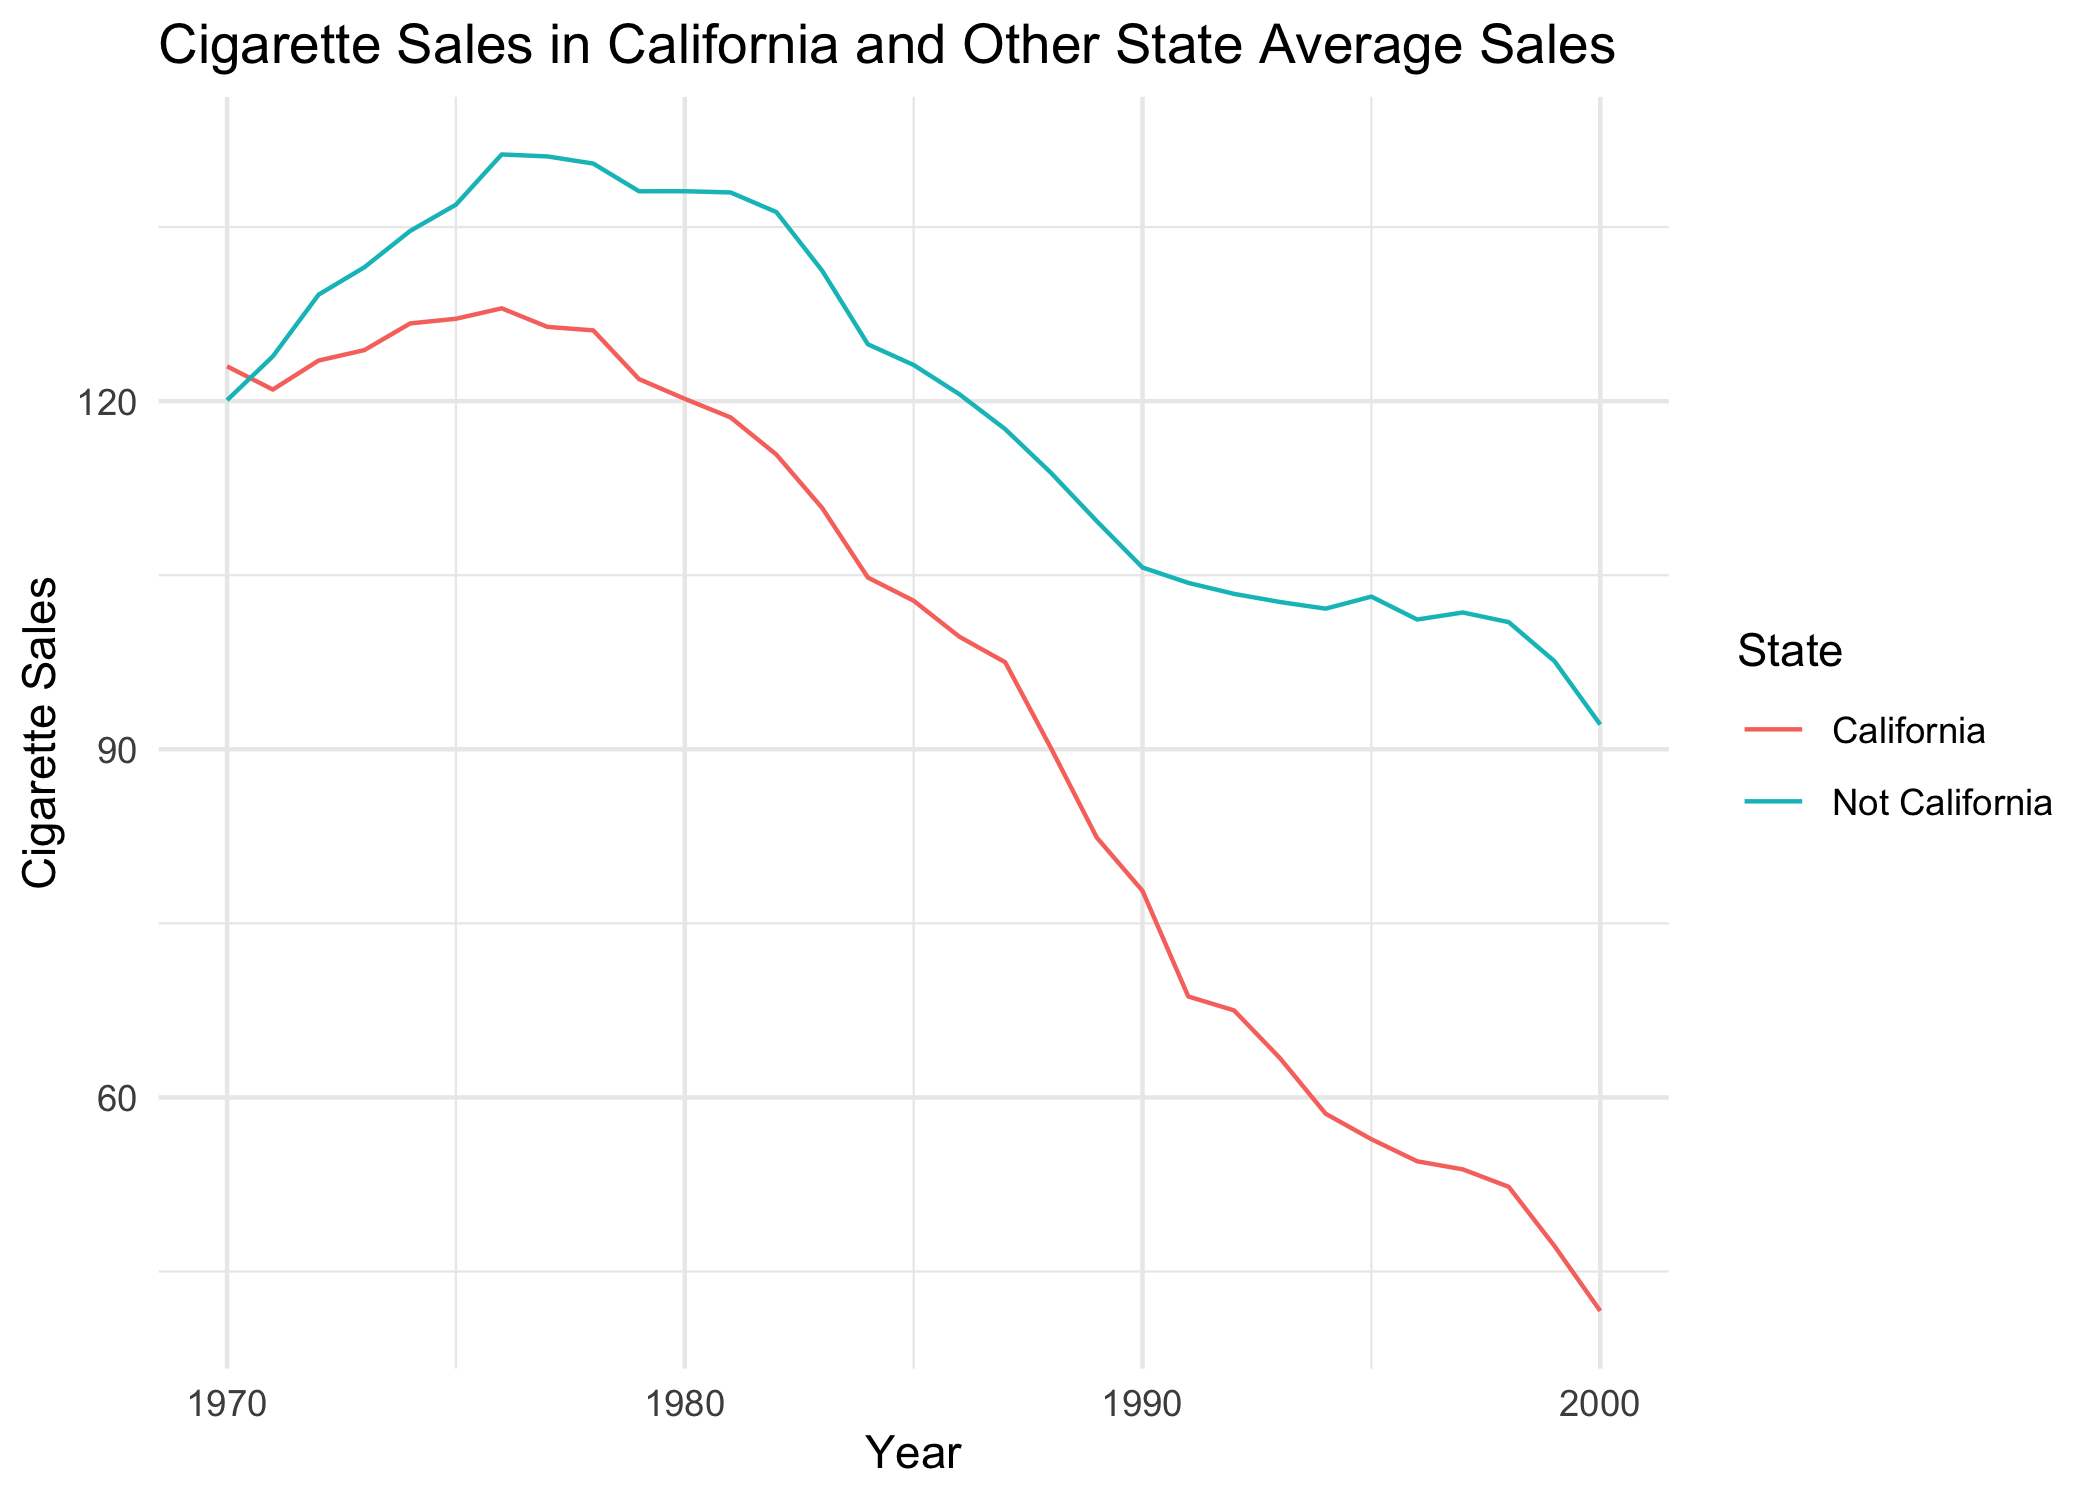 Cigarette Sales in California and Other State Average Sales
Cigarette Sales
120
90
60
1970
1980
1990
2000
Year
State
California
Not California